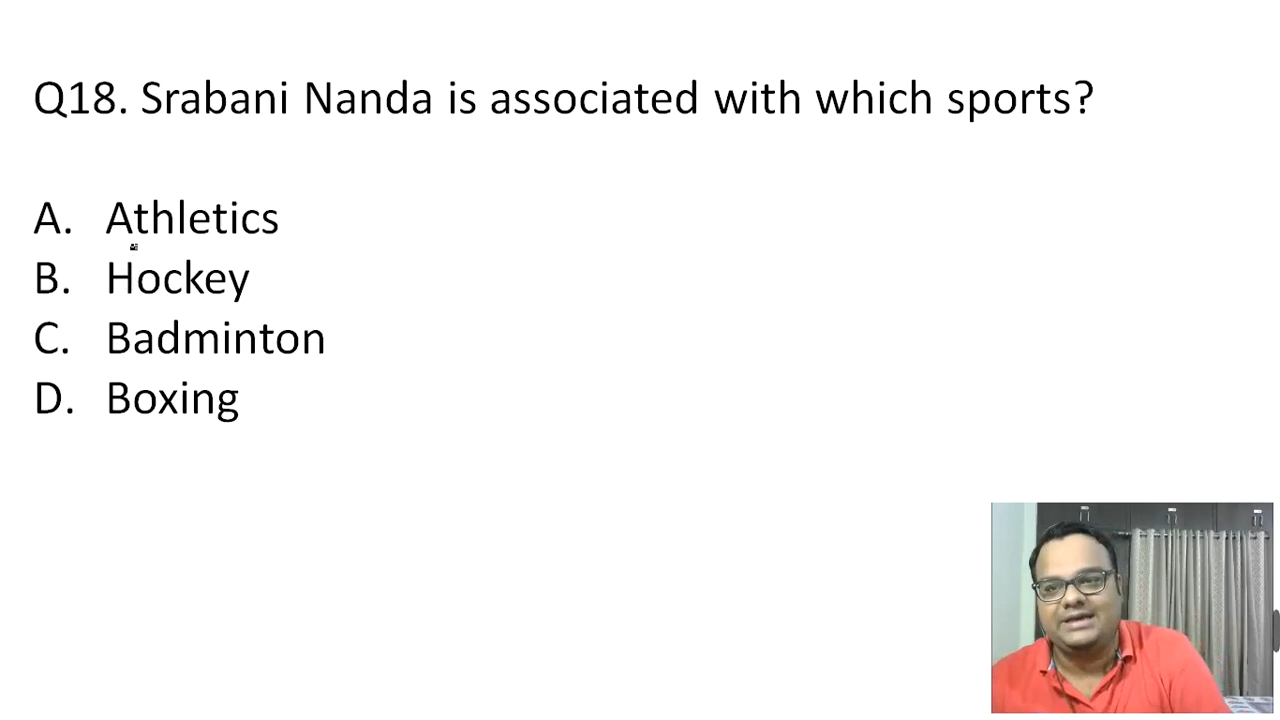 Q18. Srabani Nanda is associated with which sports?
A. Athletics
B. Hockey
C. Badminton
D. Boxing